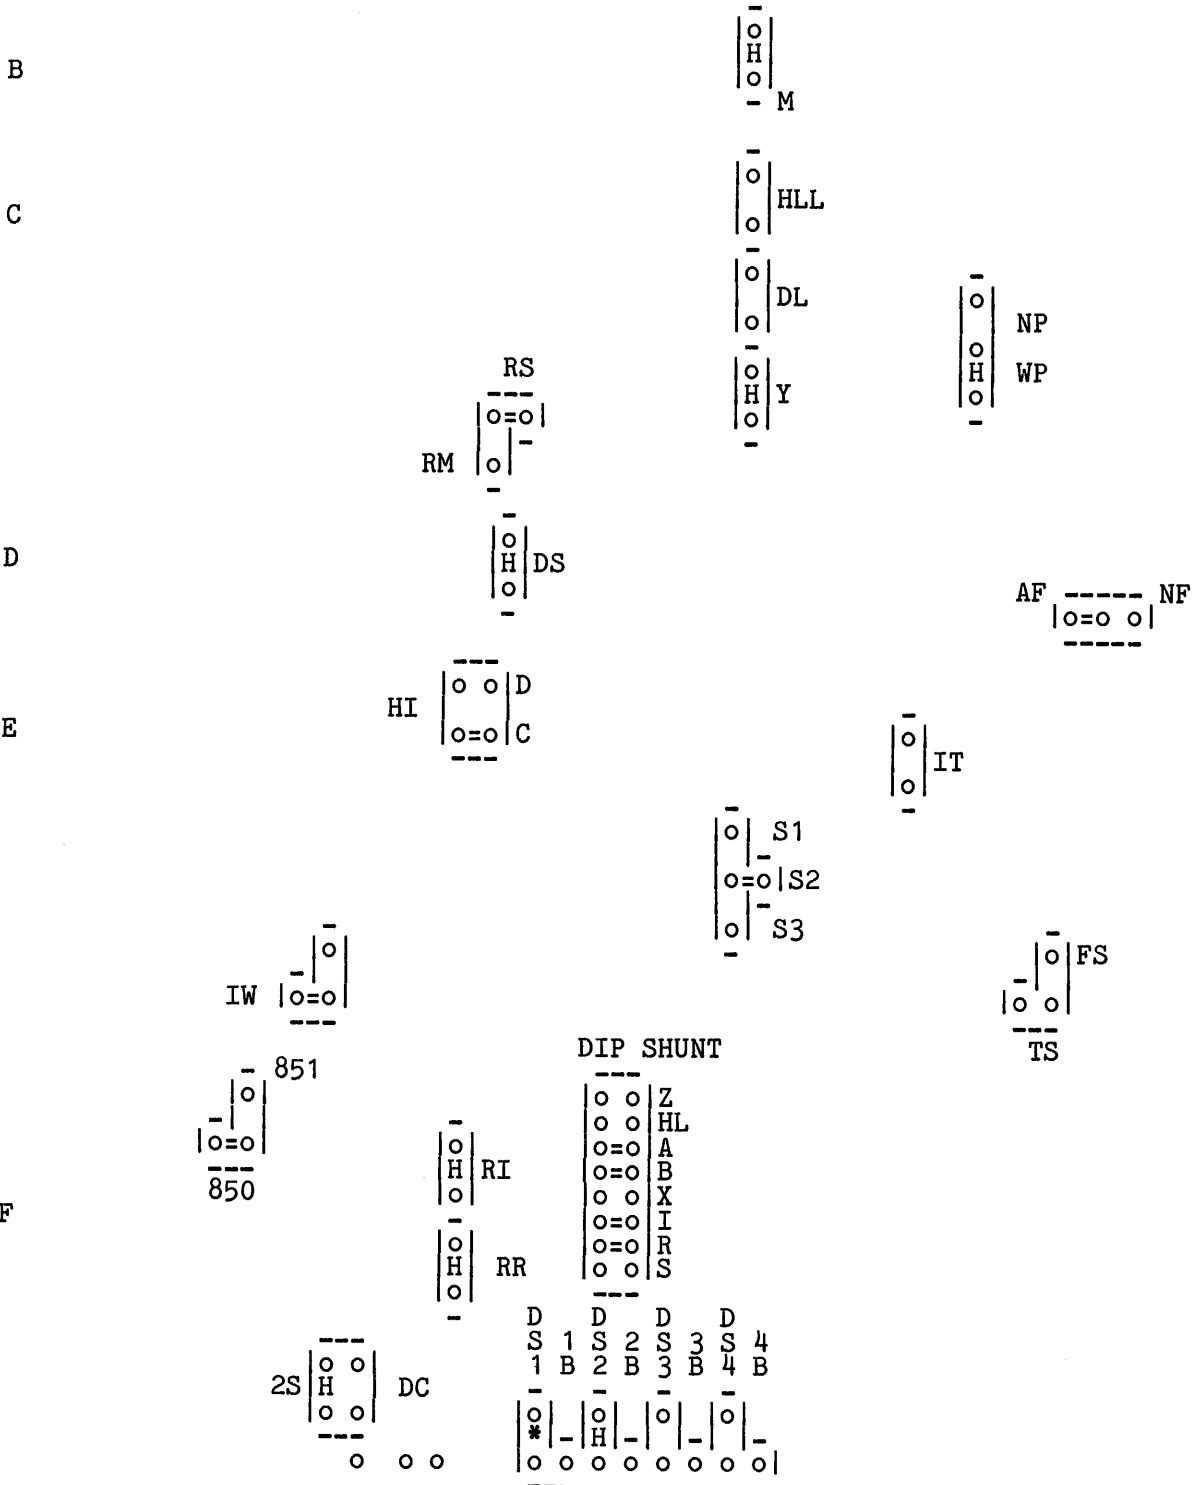 B
H
M
C
HLL
DL
NP
RS
H Y
H WP
o=o
RM
D
H DS
AF ----- NF
o=o o
o o D
HI
E
o=o C
IT
S1
o=o S2
S3
FS
IW o=o
o o
TS
DIP SHUNT
851
o o Z
o o HL
o=o
o=o A
H RI
o=o B
850
o o X
F
o=o I
o=o R
H RR
o o S
D D D D
S 1 S 2 S 3 S 4
1 B 2 B 3 B 4 B
o o
2S H DC
o o
o o o o
* H
o o o
o o o o o o o o